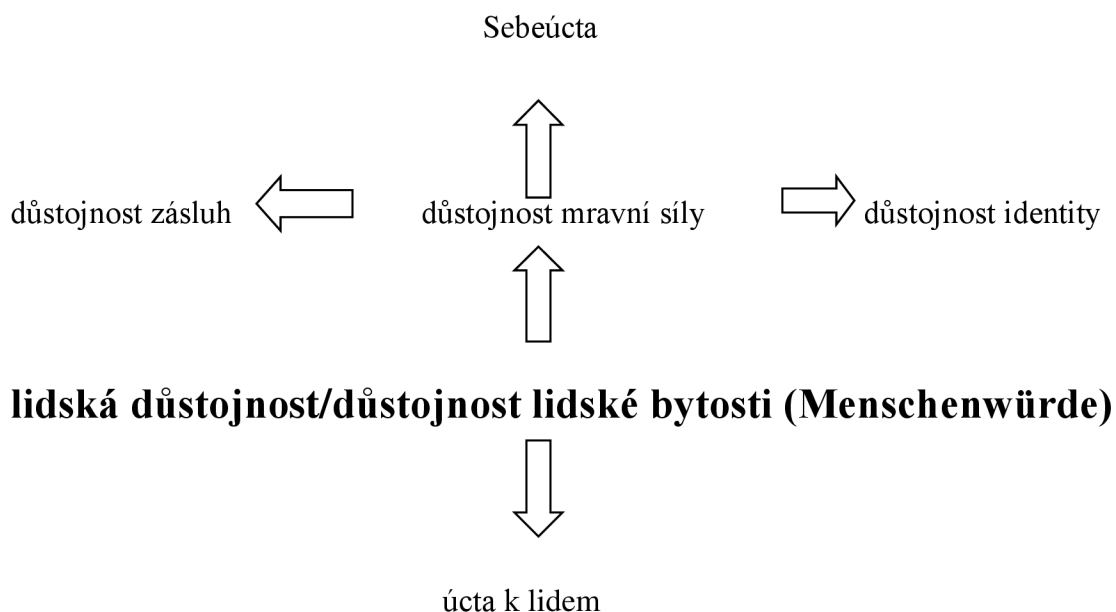 Sebeúcta
důstojnost zásluh důstojnost mravní síly důstojnost identity
lidská důstojnost/důstojnost lidské bytosti (Menschenwürde)
úcta k lidem